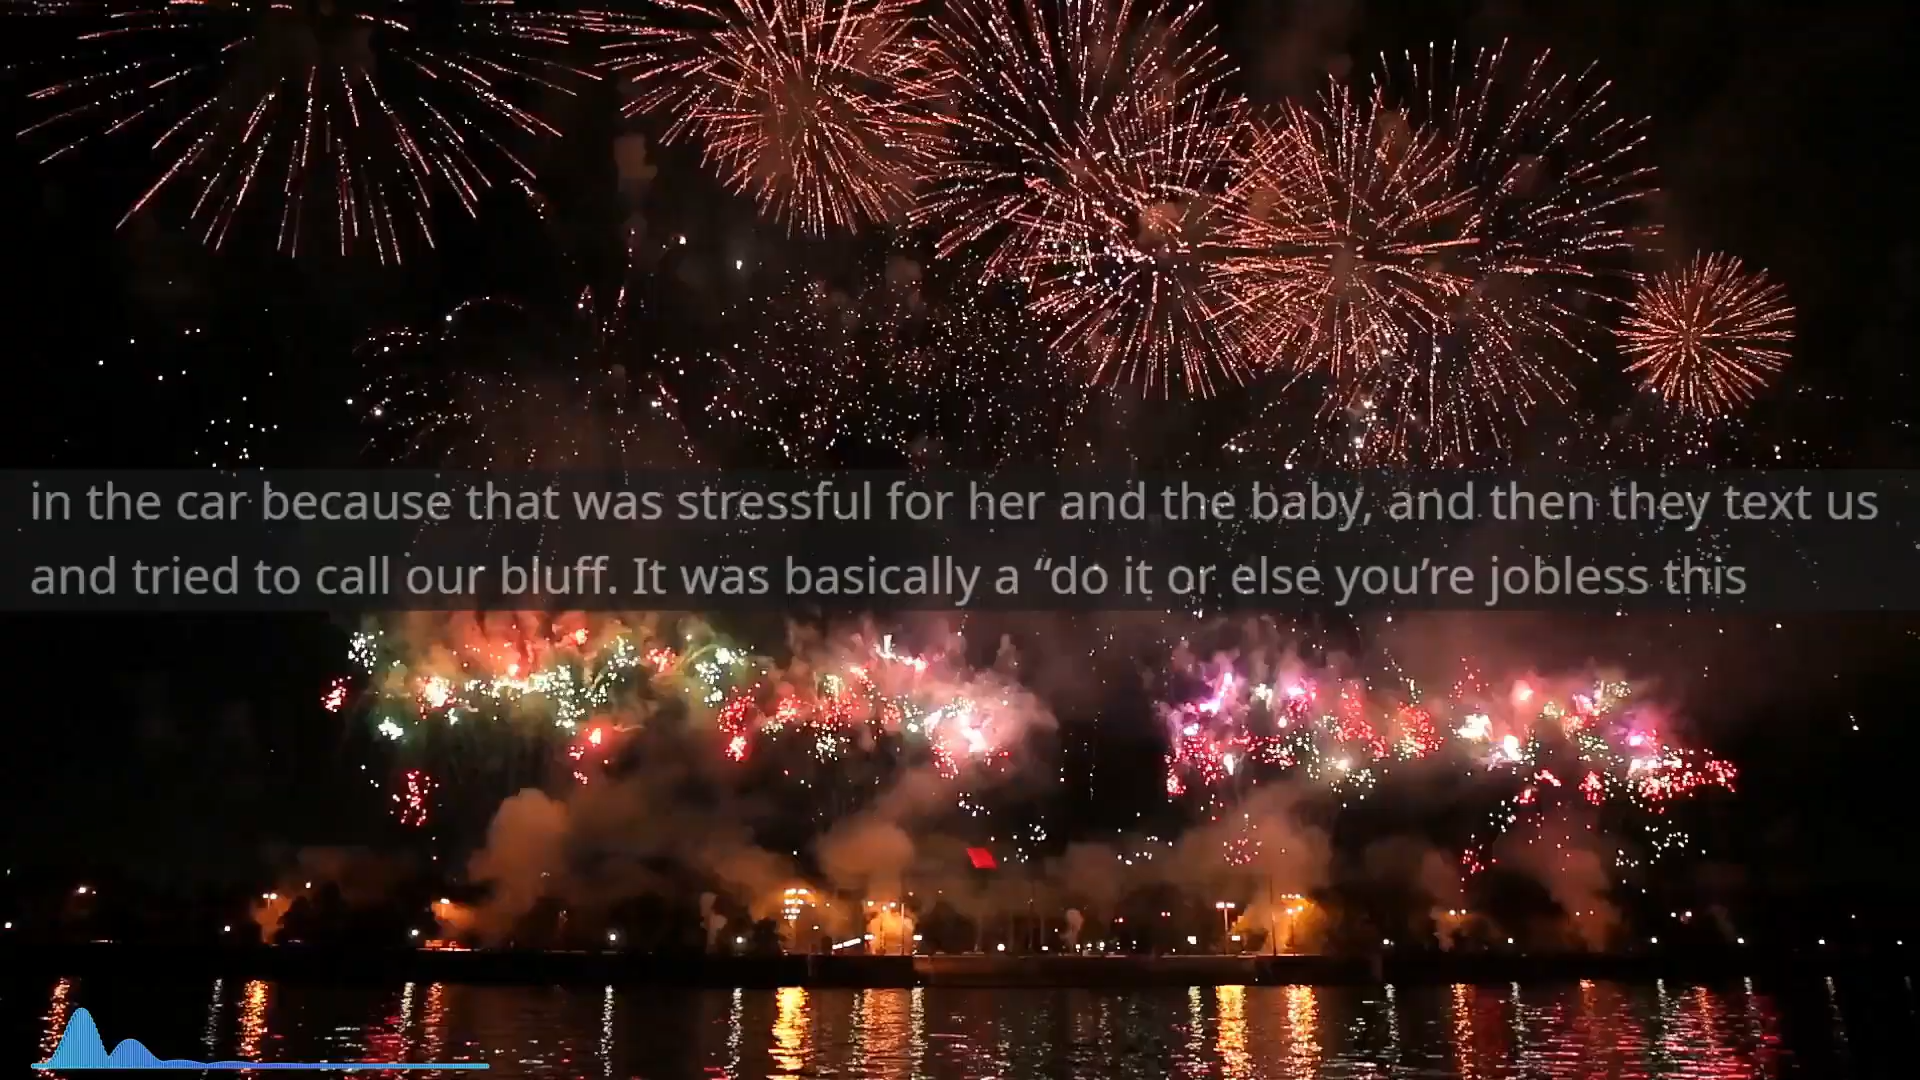 in the car because that was stressful for her and the baby, and then they text us
and tried to call our bluff. It was basically a “do it or else you’re jobless this